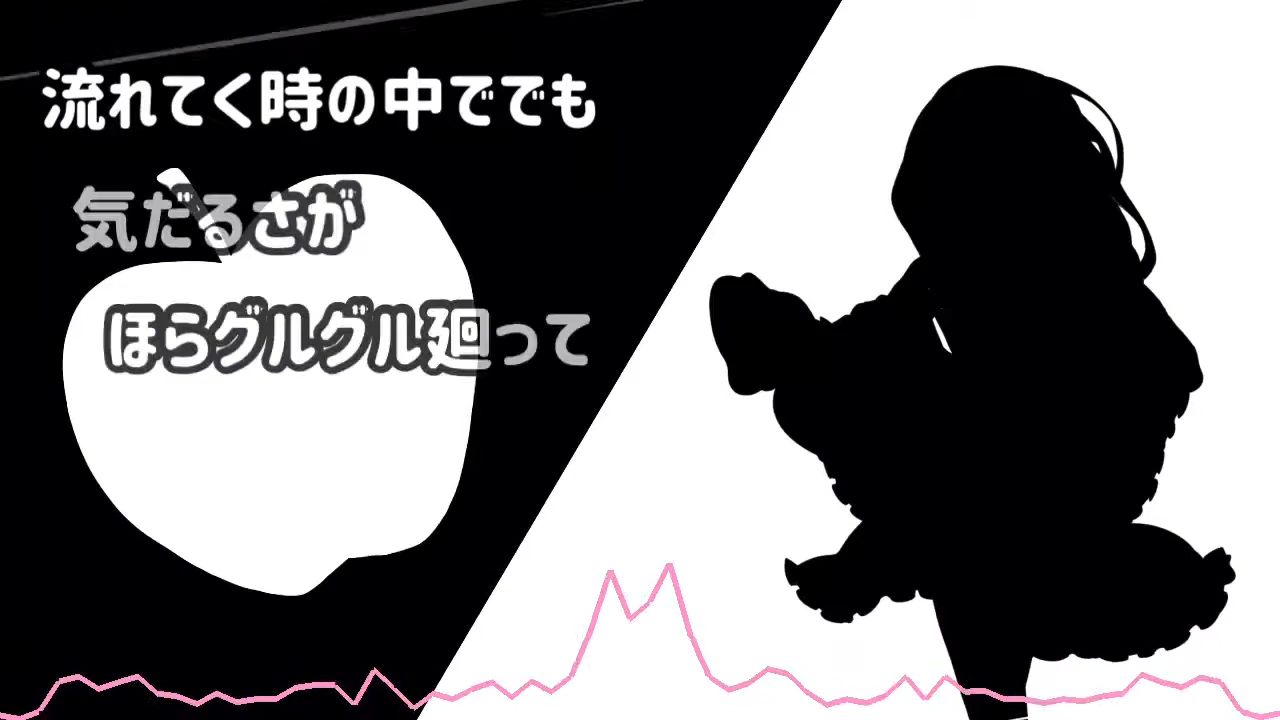 流れてく時の中ででも
気だるさが
ほらグルグル廻って